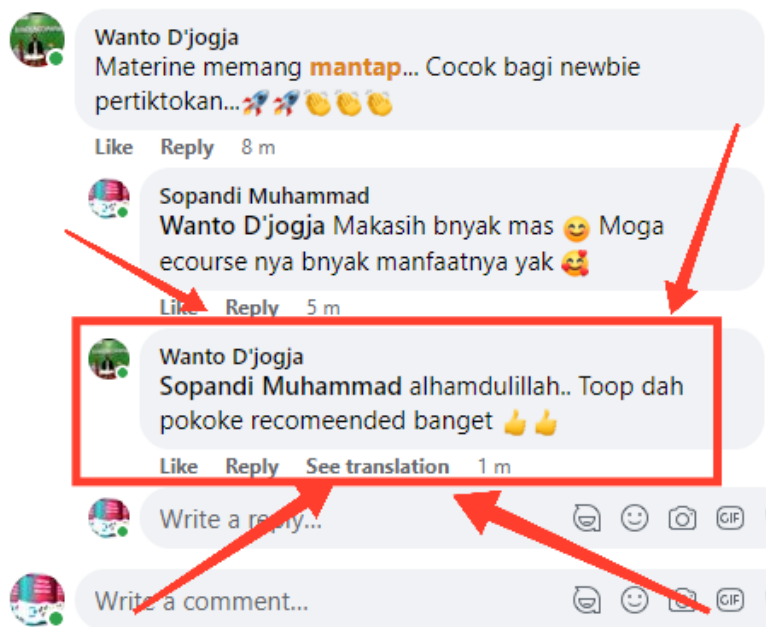 Wanto D'jogja
Materine memang mantap... Cocok bagi newbie
pertiktokan...🚀🚀👏👏👏
Like Reply 8 m
Sopandi Muhammad
Wanto D'jogja Makasih bnyak mas 😊 Moga
ecourse nya bnyak manfaatnya yak 🥰
Like Reply 5 m
Wanto D'jogja
Sopandi Muhammad alhamdulillah.. Toop dah
pokoke recomeended banget 👍👍
Like Reply See translation 1 m
Write a reply...
GIF
Write a comment...
GIF